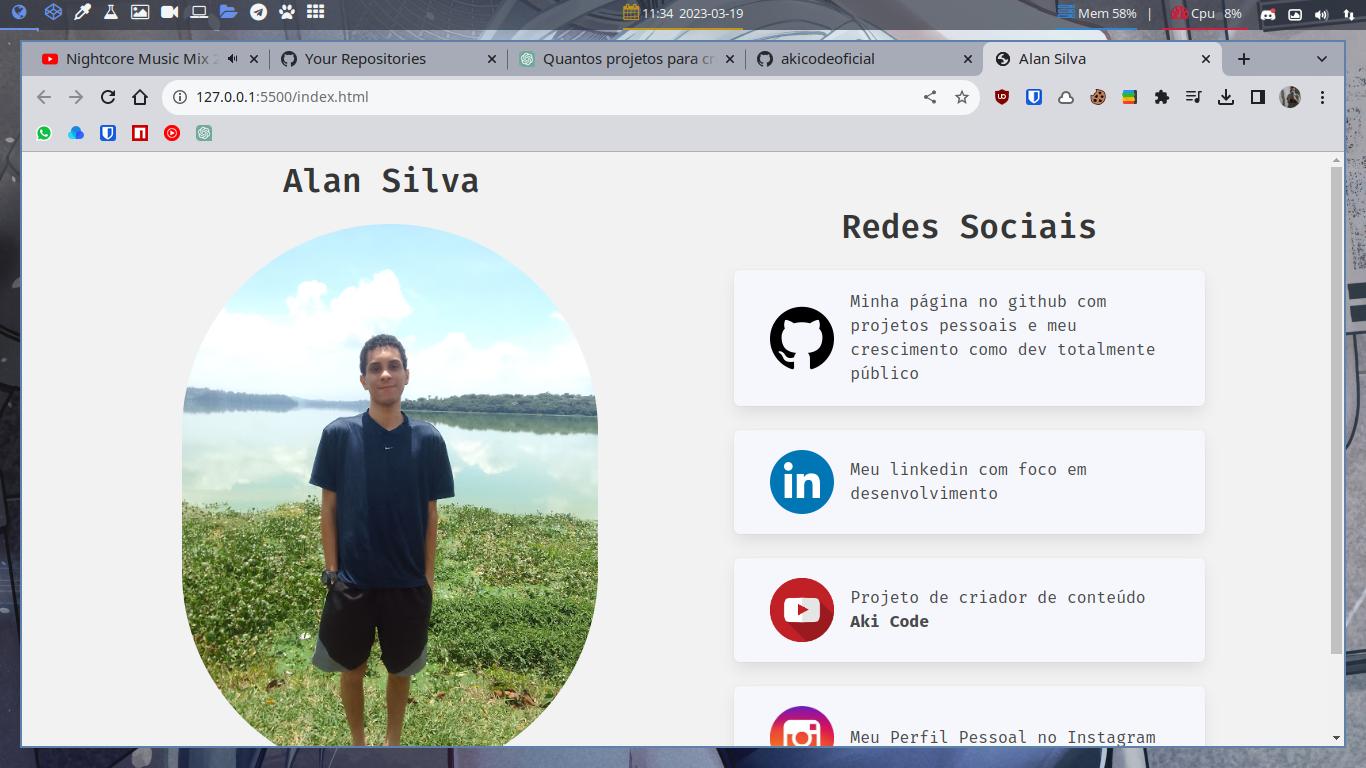 11:34 2023-03-19
Mem 58% | Cpu 8%
Nightcore Music Mix 2
Your Repositories
Quantos projetos para cr
akicodeoficial
Alan Silva
127.0.0.1:5500/index.html
Alan Silva
Redes Sociais
Minha página no github com
projetos pessoais e meu
crescimento como dev totalmente
público
in
Meu linkedin com foco em
desenvolvimento
Projeto de criador de conteúdo
Aki Code
Meu Perfil Pessoal no Instagram